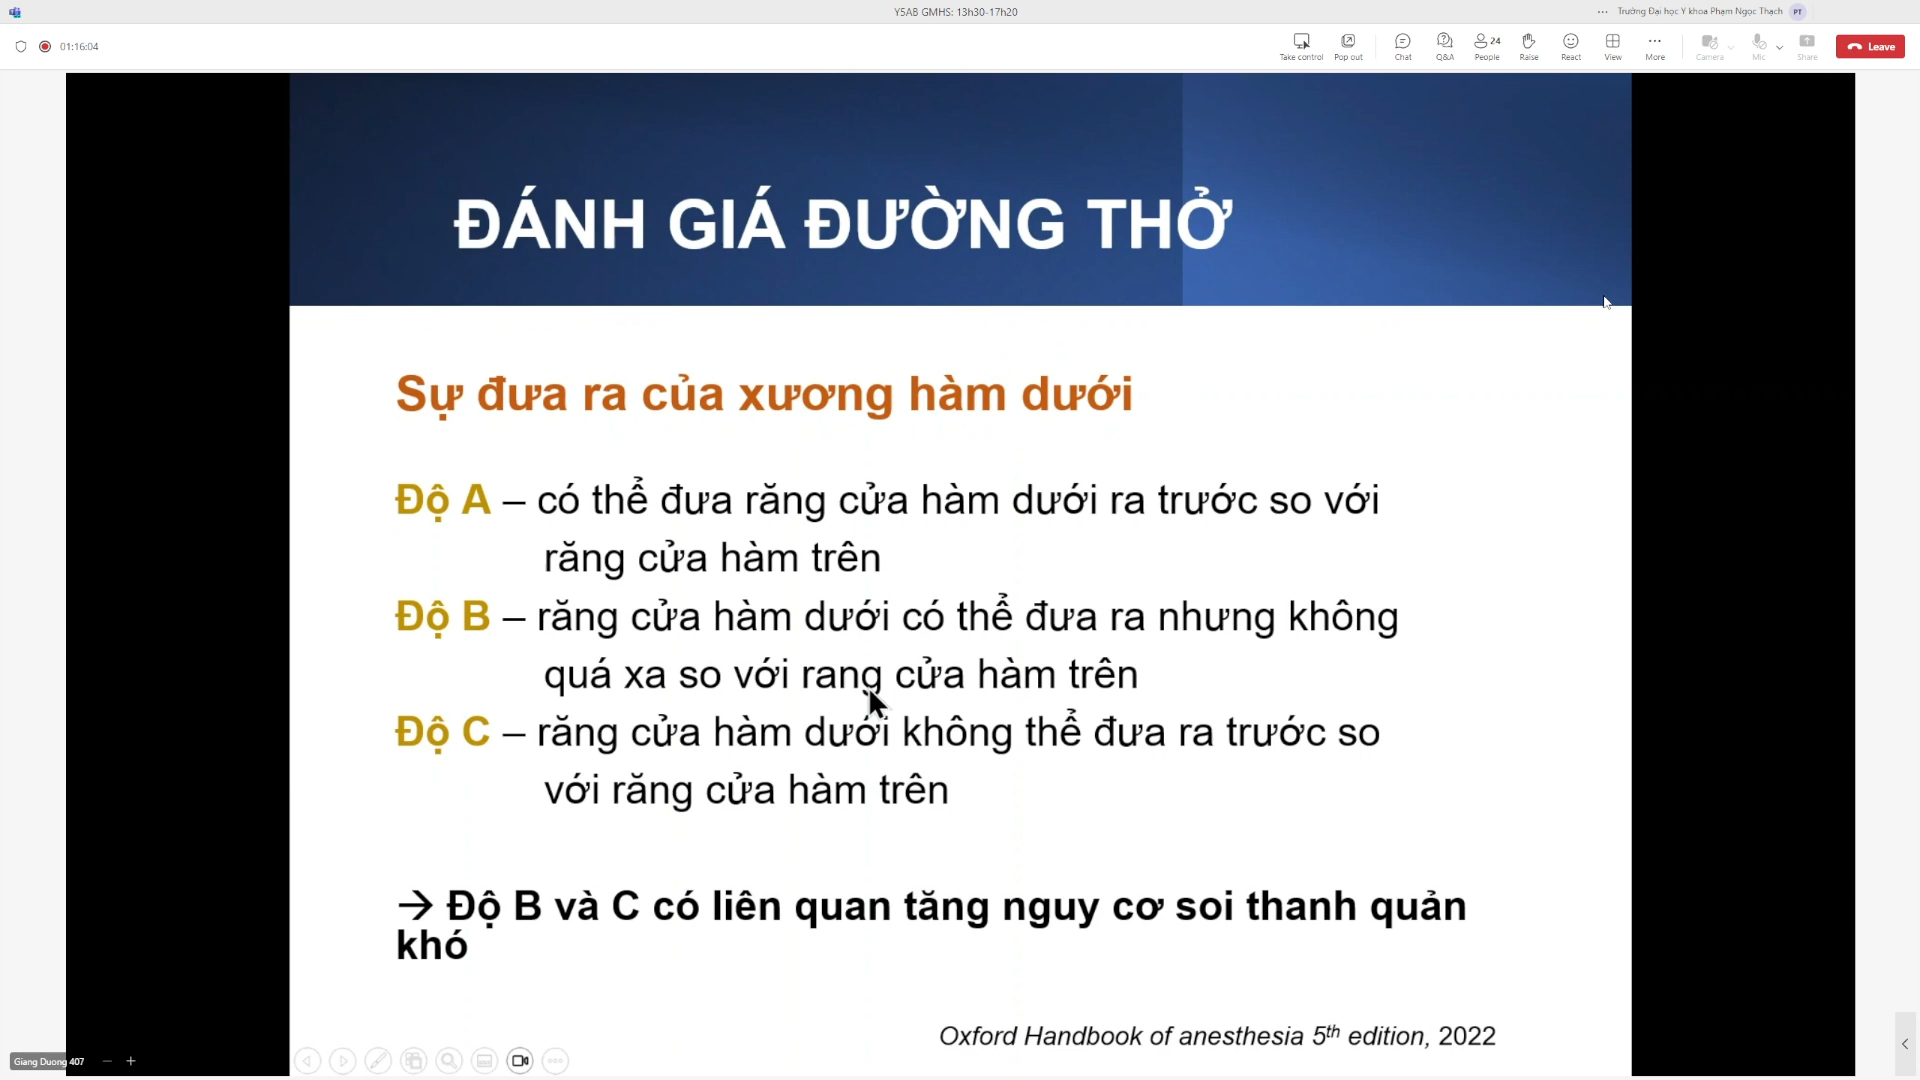 Y5AB GMHS: 13h30-17h20
Trường Đại học Y khoa Phạm Ngọc Thạch PT
01:16:04
24
Take control Pop out Chat Q&A People Raise React View More Camera Mic Share Leave
ĐÁNH GIÁ ĐƯỜNG THỞ
Sự đưa ra của xương hàm dưới
Độ A – có thể đưa răng cửa hàm dưới ra trước so với
răng cửa hàm trên
Độ B – răng cửa hàm dưới có thể đưa ra nhưng không
quá xa so với rang cửa hàm trên
Độ C – răng cửa hàm dưới không thể đưa ra trước so
với răng cửa hàm trên
→ Độ B và C có liên quan tăng nguy cơ soi thanh quản
khó
Oxford Handbook of anesthesia 5th edition, 2022
Giang Duong 407